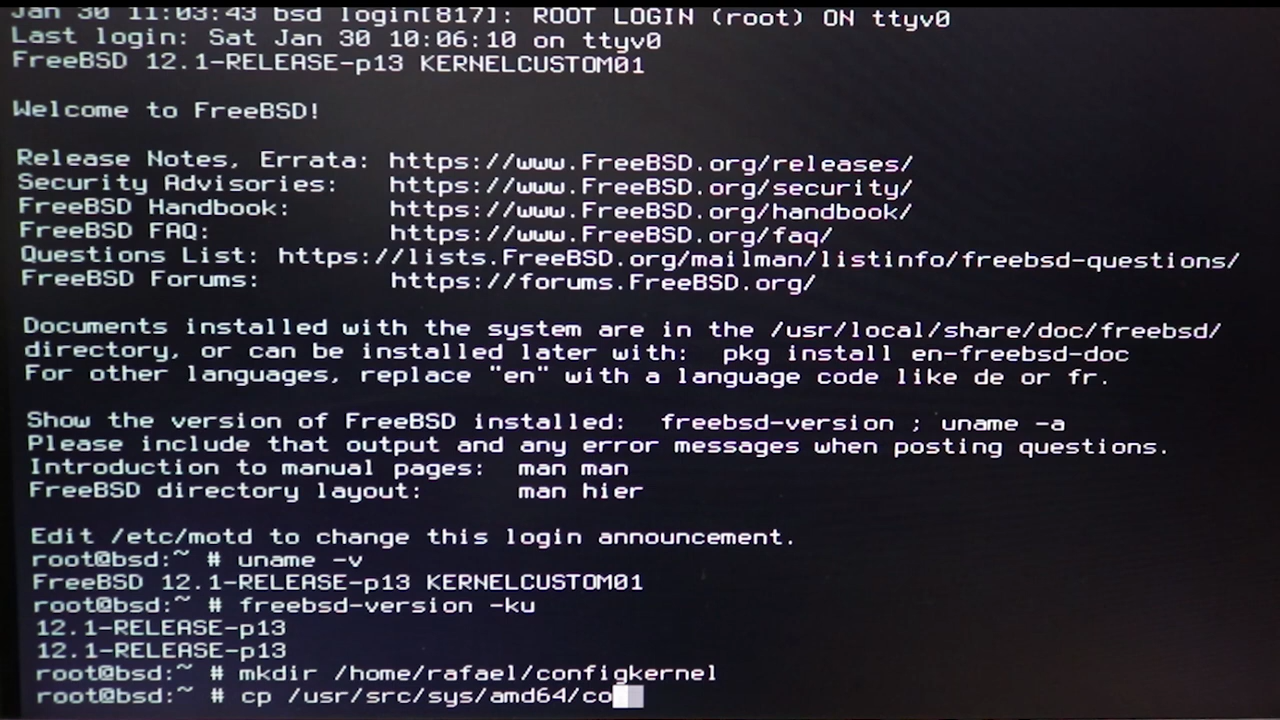 Jan 30 11:03:43 bsd login[817]: ROOT LOGIN (root) ON ttyv0
Last login: Sat Jan 30 10:06:10 on ttyv0
FreeBSD 12.1-RELEASE-p13 KERNELCUSTOM01
Welcome to FreeBSD!
Release Notes, Errata: https://www.FreeBSD.org/releases/
Security Advisories:   https://www.FreeBSD.org/security/
FreeBSD Handbook:      https://www.FreeBSD.org/handbook/
FreeBSD FAQ:           https://www.FreeBSD.org/faq/
Questions List: https://lists.FreeBSD.org/mailman/listinfo/freebsd-questions/
FreeBSD Forums:        https://forums.FreeBSD.org/
Documents installed with the system are in the /usr/local/share/doc/freebsd/
directory, or can be installed later with:  pkg install en-freebsd-doc
For other languages, replace "en" with a language code like de or fr.
Show the version of FreeBSD installed:  freebsd-version ; uname -a
Please include that output and any error messages when posting questions.
Introduction to manual pages:  man man
FreeBSD directory layout:      man hier
Edit /etc/motd to change this login announcement.
root@bsd:~ # uname -v
FreeBSD 12.1-RELEASE-p13 KERNELCUSTOM01
root@bsd:~ # freebsd-version -ku
12.1-RELEASE-p13
12.1-RELEASE-p13
root@bsd:~ # mkdir /home/rafael/configkernel
root@bsd:~ # cp /usr/src/sys/amd64/co